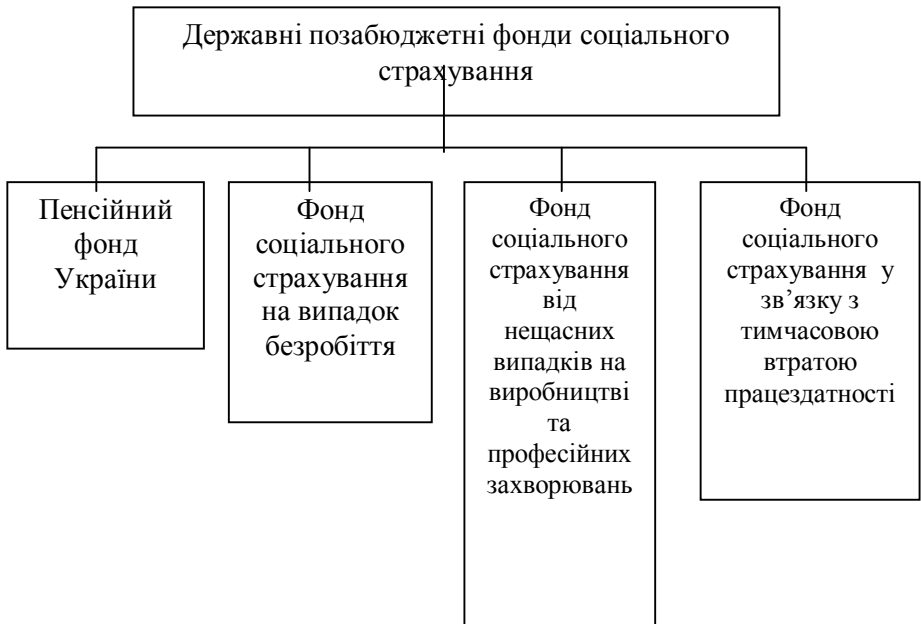 Державні позабюджетні фонди соціального
страхування
Пенсійний
фонд
України
Фонд
соціального
страхування
на випадок
безробіття
Фонд
соціального
страхування
від
нещасних
випадків на
виробництві
та
професійних
захворювань
Фонд
соціального
страхування у
зв’язку з
тимчасовою
втратою
працездатності